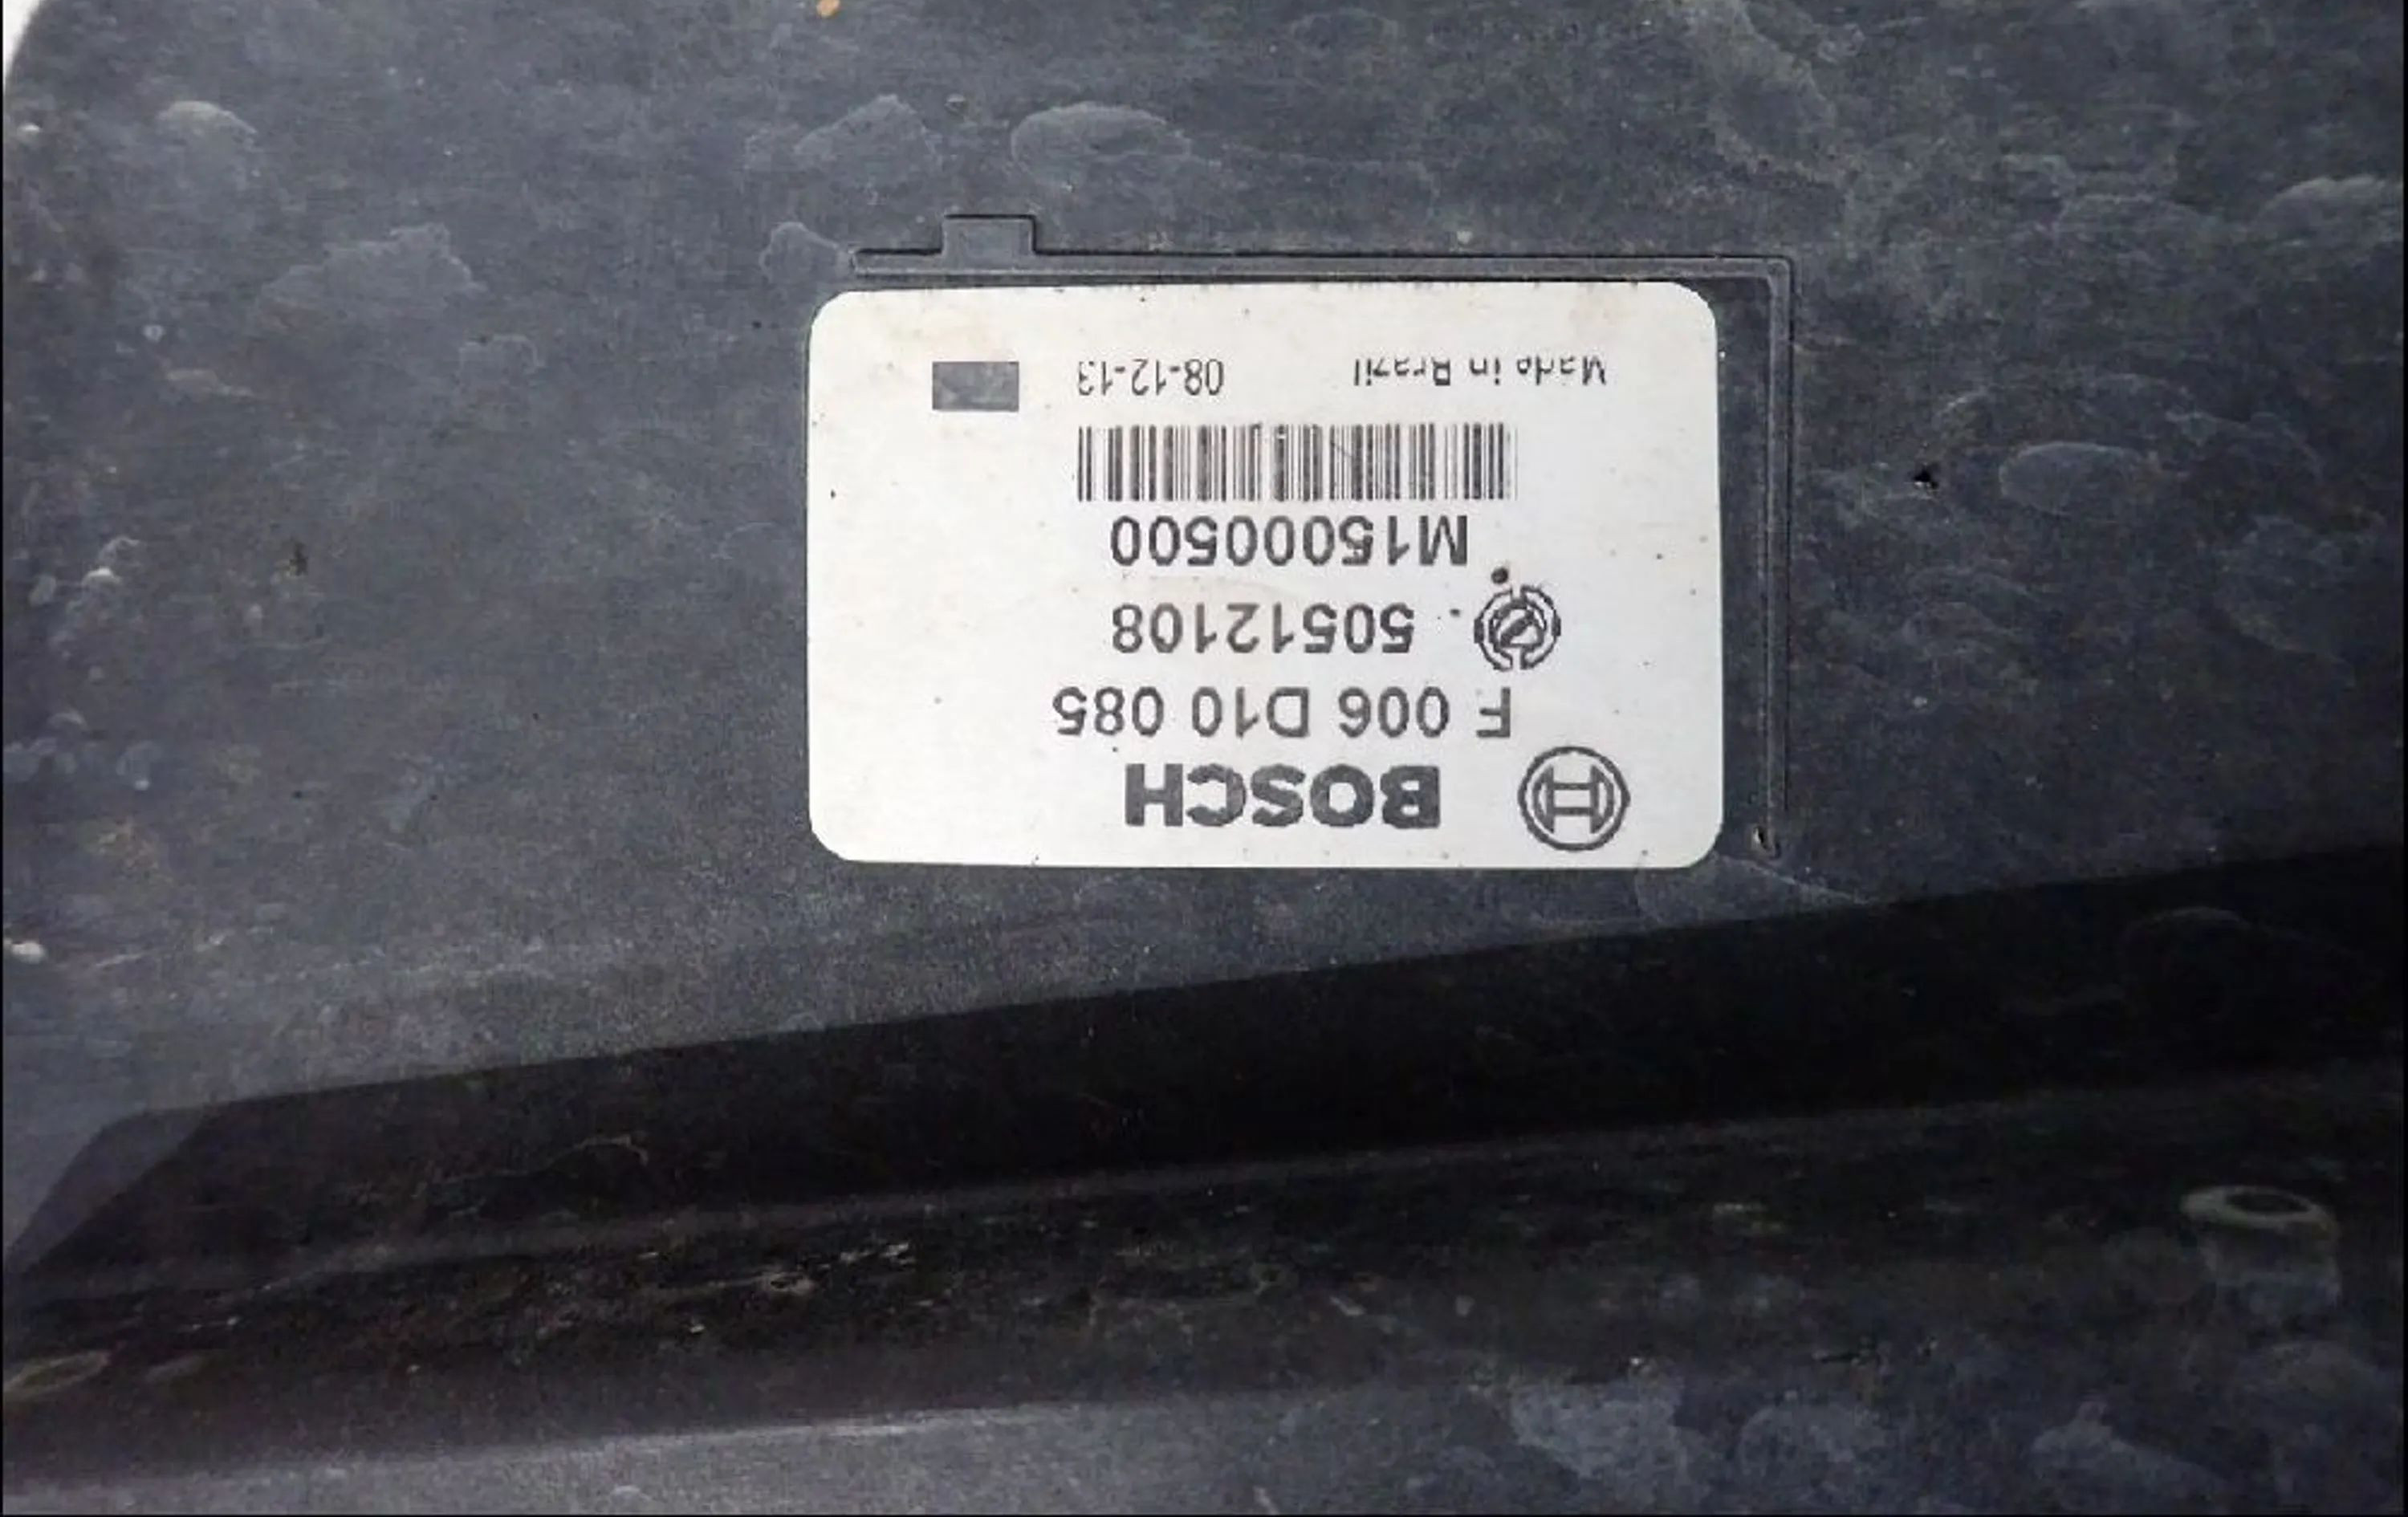 BOSCH
F 006 D10 085
50512108
M15000500
Made in Brazil 08-12-13